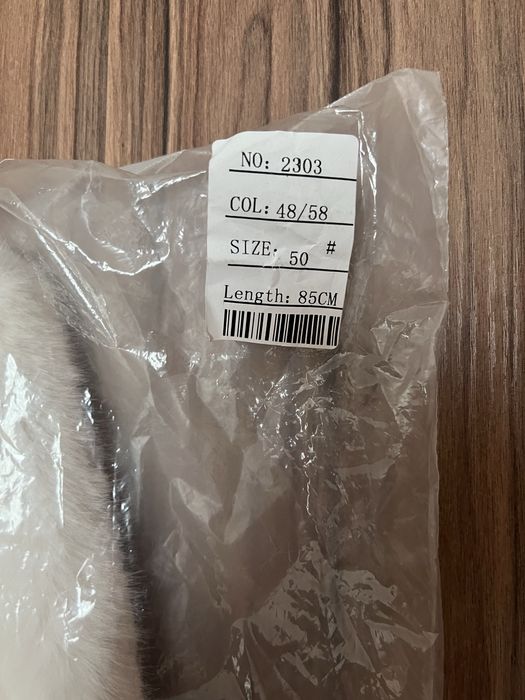 NO: 2303
COL: 48/58
SIZE: 50 #
Length: 85CM